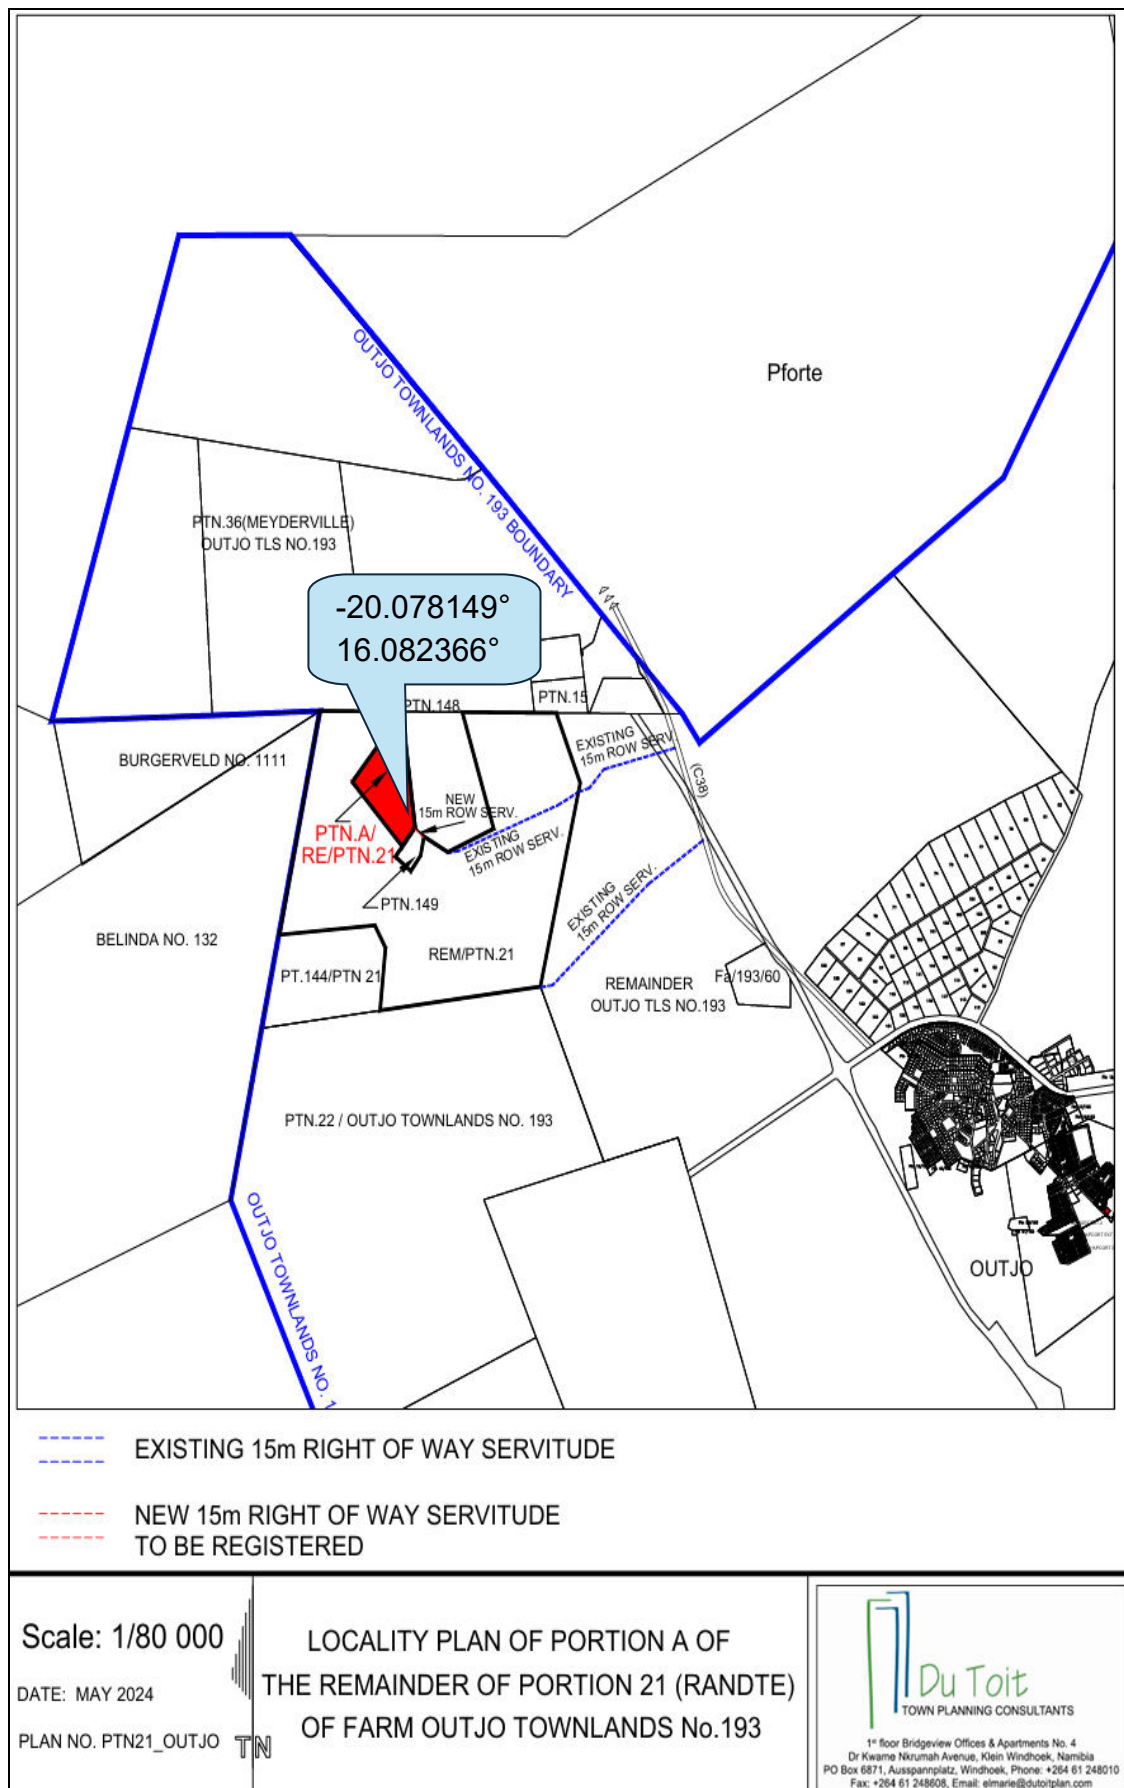 Pforte
OUTJO TOWNLANDS NO. 193 BOUNDARY
PTN.36(MEYDERVILLE)
OUTJO TLS NO.193
-20.078149°
16.082366°
PTN.148
PTN.15
BURGERVELD NO. 1111
EXISTING
15m ROW SERV.
(C38)
NEW
15m ROW SERV.
PTN.A/
RE/PTN.21
EXISTING
15m ROW SERV.
EXISTING
15m ROW SERV.
PTN.149
BELINDA NO. 132
REM/PTN.21
PT.144/PTN 21
REMAINDER
OUTJO TLS NO.193
Fa/193/60
PTN.22 / OUTJO TOWNLANDS NO. 193
OUTJO TOWNLANDS NO. 1
OUTJO
EXISTING 15m RIGHT OF WAY SERVITUDE
NEW 15m RIGHT OF WAY SERVITUDE
TO BE REGISTERED
Scale: 1/80 000
DATE: MAY 2024
PLAN NO. PTN21_OUTJO
TN
LOCALITY PLAN OF PORTION A OF
THE REMAINDER OF PORTION 21 (RANDTE)
OF FARM OUTJO TOWNLANDS No.193
Du Toit
TOWN PLANNING CONSULTANTS
1st floor Bridgeview Offices & Apartments No. 4
Dr Kwame Nkrumah Avenue, Klein Windhoek, Namibia
PO Box 6871, Ausspannplatz, Windhoek, Phone: +264 61 248010
Fax: +264 61 248608, Email: elmarie@dutoitplan.com